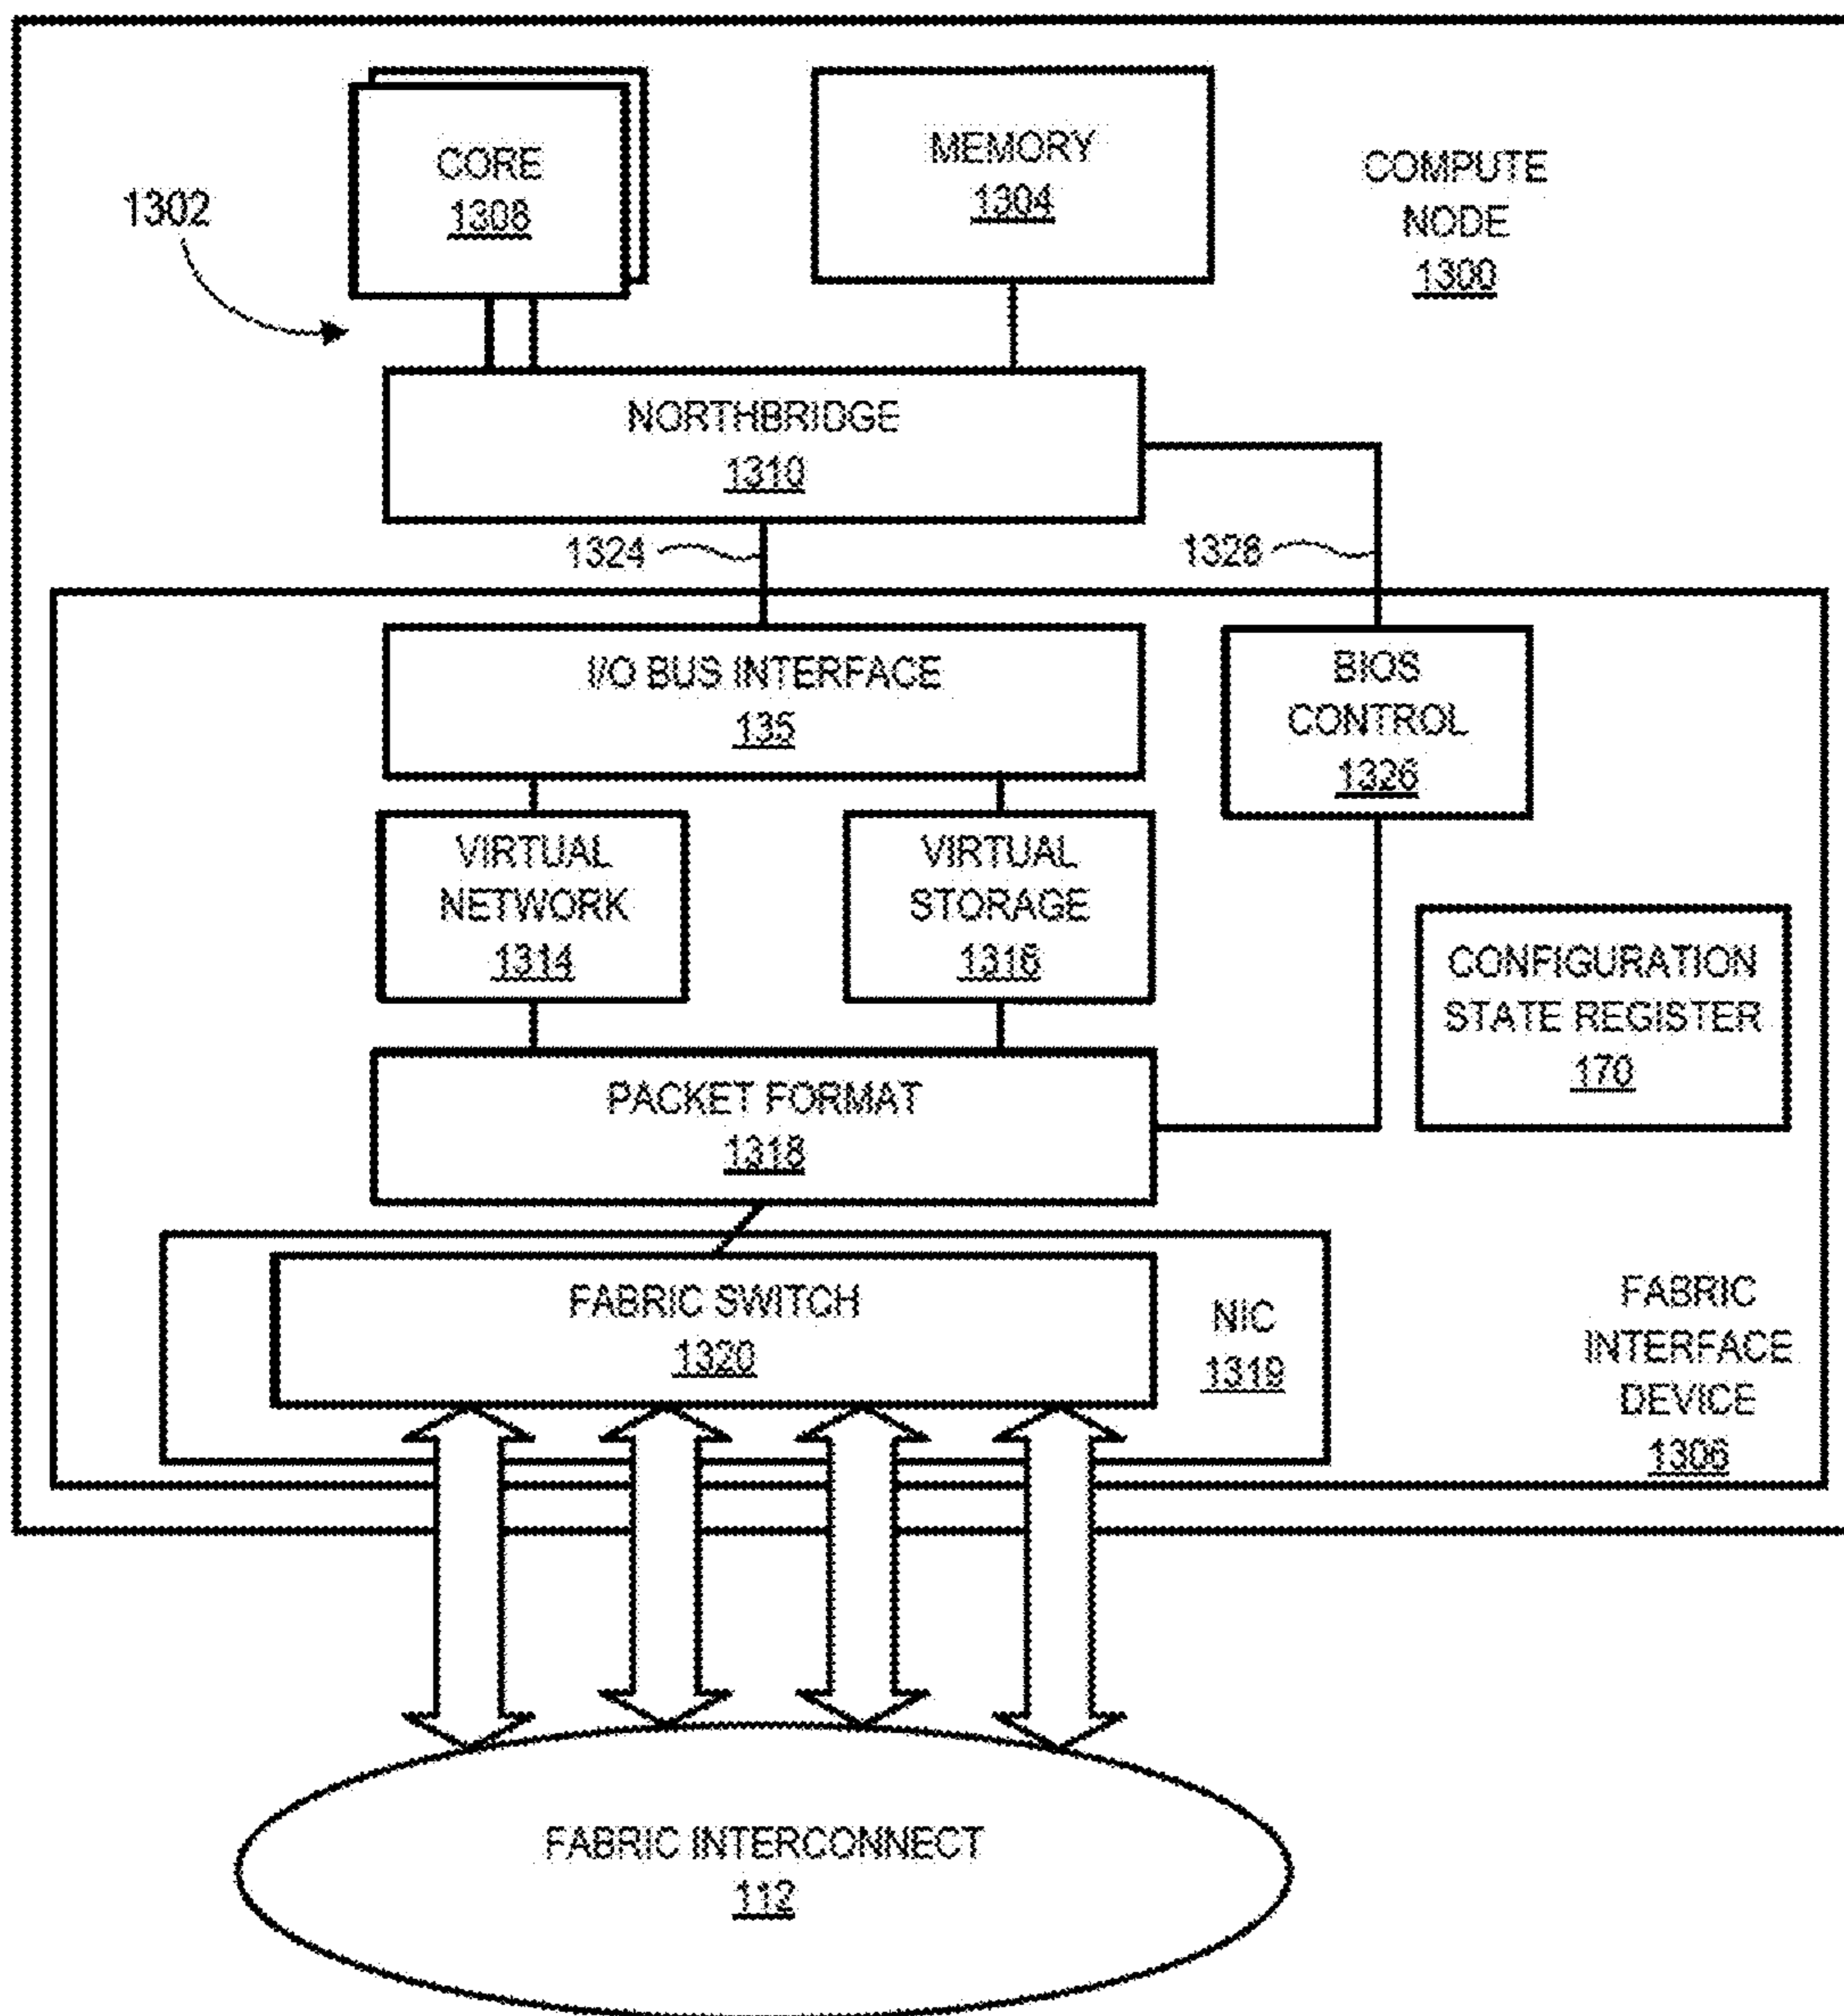 CORE
1308
MEMORY
1304
COMPUTE
NODE
1300
1302
NORTHBRIDGE
1310
1324
1328
I/O BUS INTERFACE
135
BIOS
CONTROL
1326
VIRTUAL
NETWORK
1314
VIRTUAL
STORAGE
1316
CONFIGURATION
STATE REGISTER
170
PACKET FORMAT
1318
FABRIC SWITCH
1320
NIC
1319
FABRIC
INTERFACE
DEVICE
1306
FABRIC INTERCONNECT
112